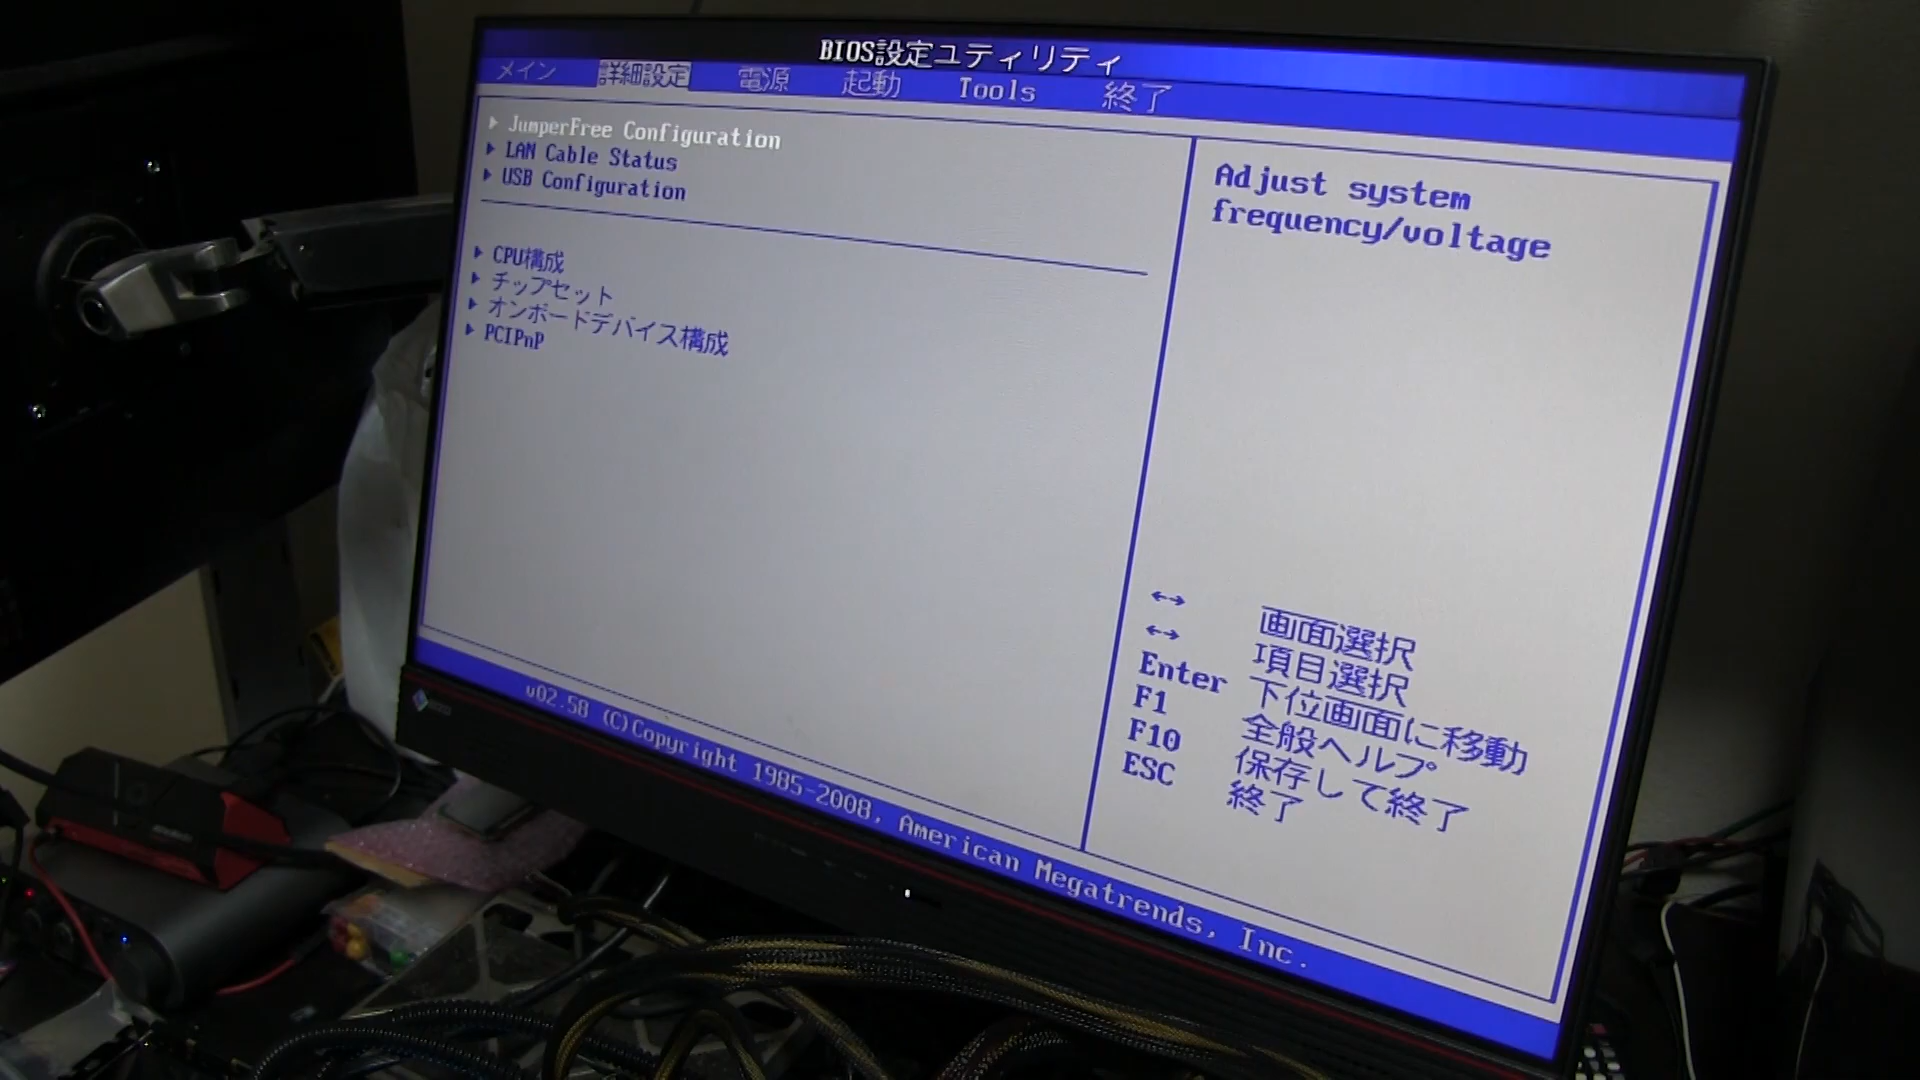 BIOS設定ユティリティ
メイン 詳細設定 電源 起動 Tools 終了
JumperFree Configuration
LAN Cable Status
USB Configuration
CPU構成
チップセット
オンボードデバイス構成
PCIPnP
Adjust system
frequency/voltage
↔ 画面選択
↔ I項目選択
Enter 下位画面に移動
F1 全般ヘルプ
F10 保存して終了
ESC 終了
v02.58 (C)Copyright 1985-2008, American Megatrends, Inc.